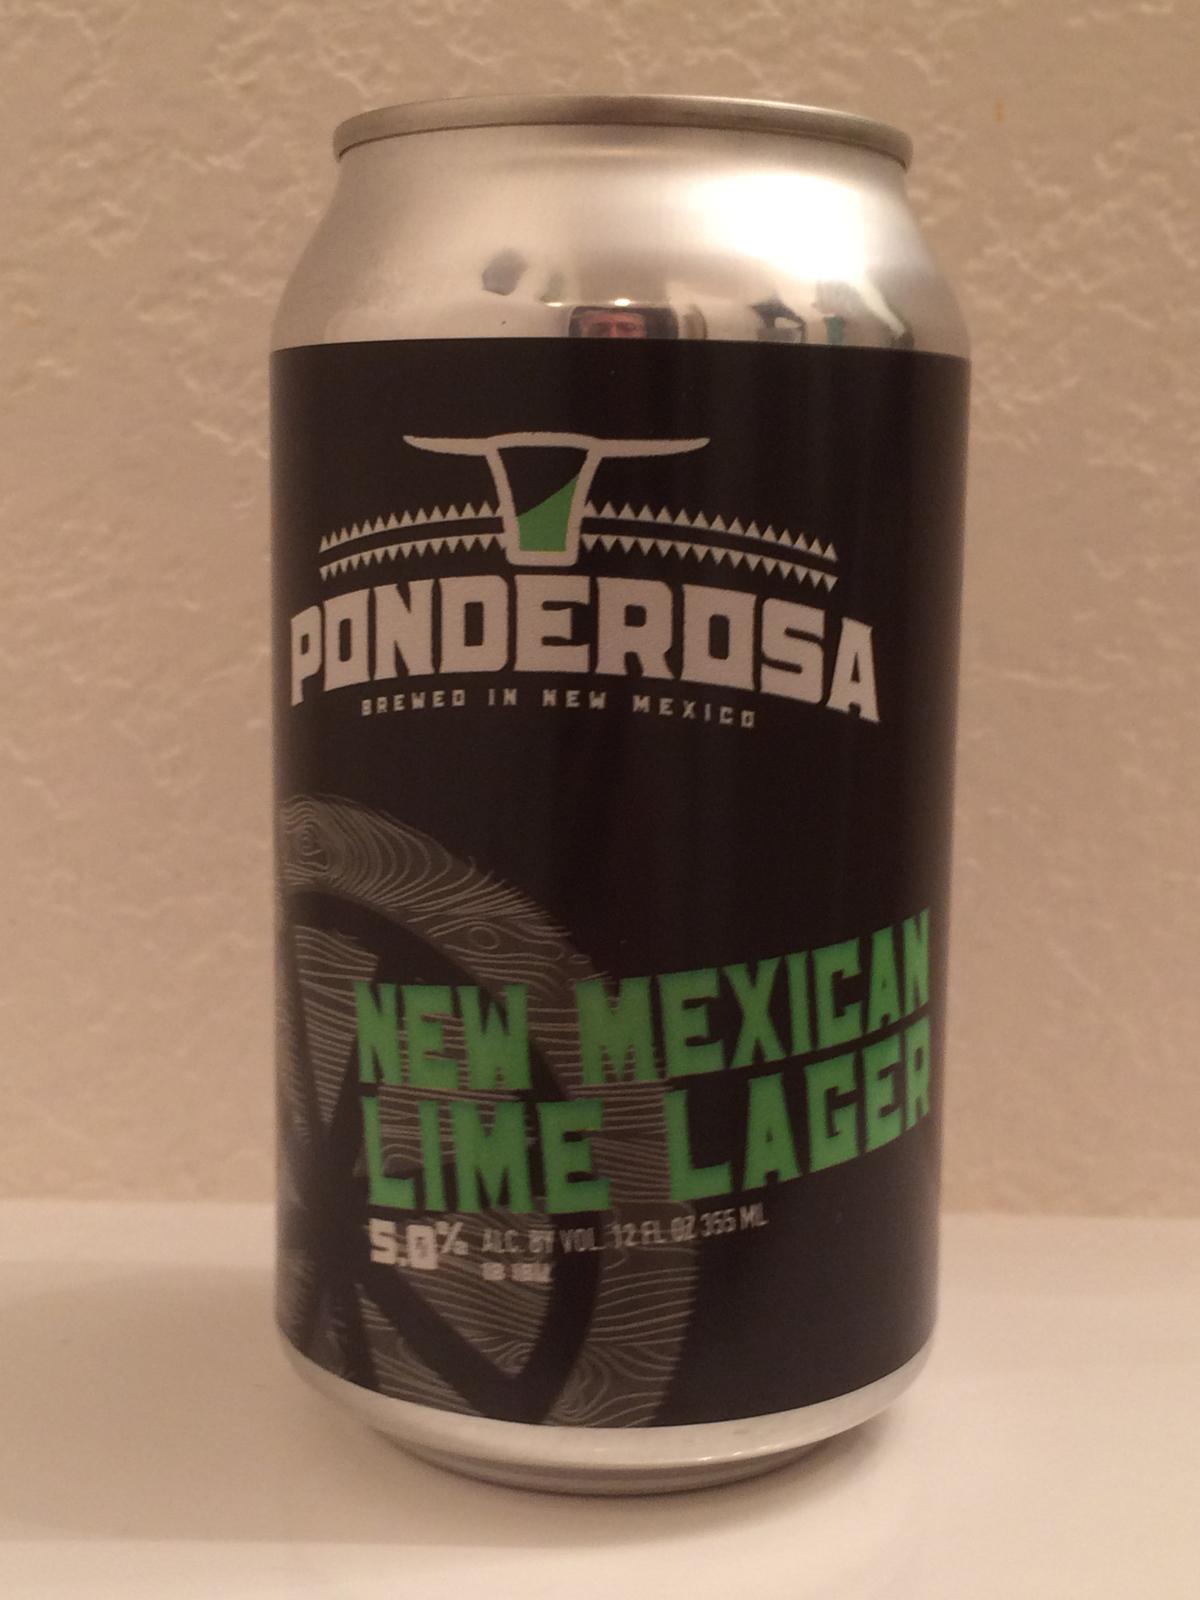 PONDEROSA
BREWED IN NEW MEXICO
NEW MEXICAN
LIME LAGER
5.0% ALC. BY VOL. 12 FL OZ 355 ML
IBU